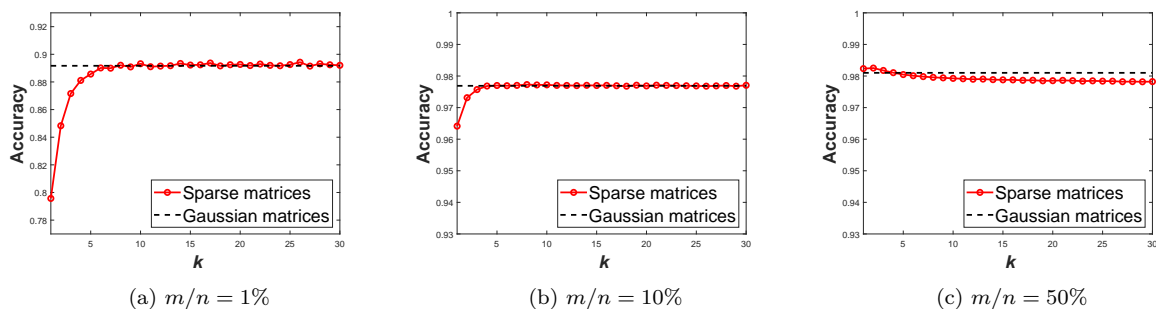 0.92
0.9
0.88
0.86
0.84
0.82
0.8
0.78
Accuracy
5 10 15 20 25 30
k
Sparse matrices
Gaussian matrices
(a) m/n = 1%
1
0.99
0.98
0.97
0.96
0.95
0.94
0.93
Accuracy
5 10 15 20 25 30
k
Sparse matrices
Gaussian matrices
(b) m/n = 10%
1
0.99
0.98
0.97
0.96
0.95
0.94
0.93
Accuracy
5 10 15 20 25 30
k
Sparse matrices
Gaussian matrices
(c) m/n = 50%